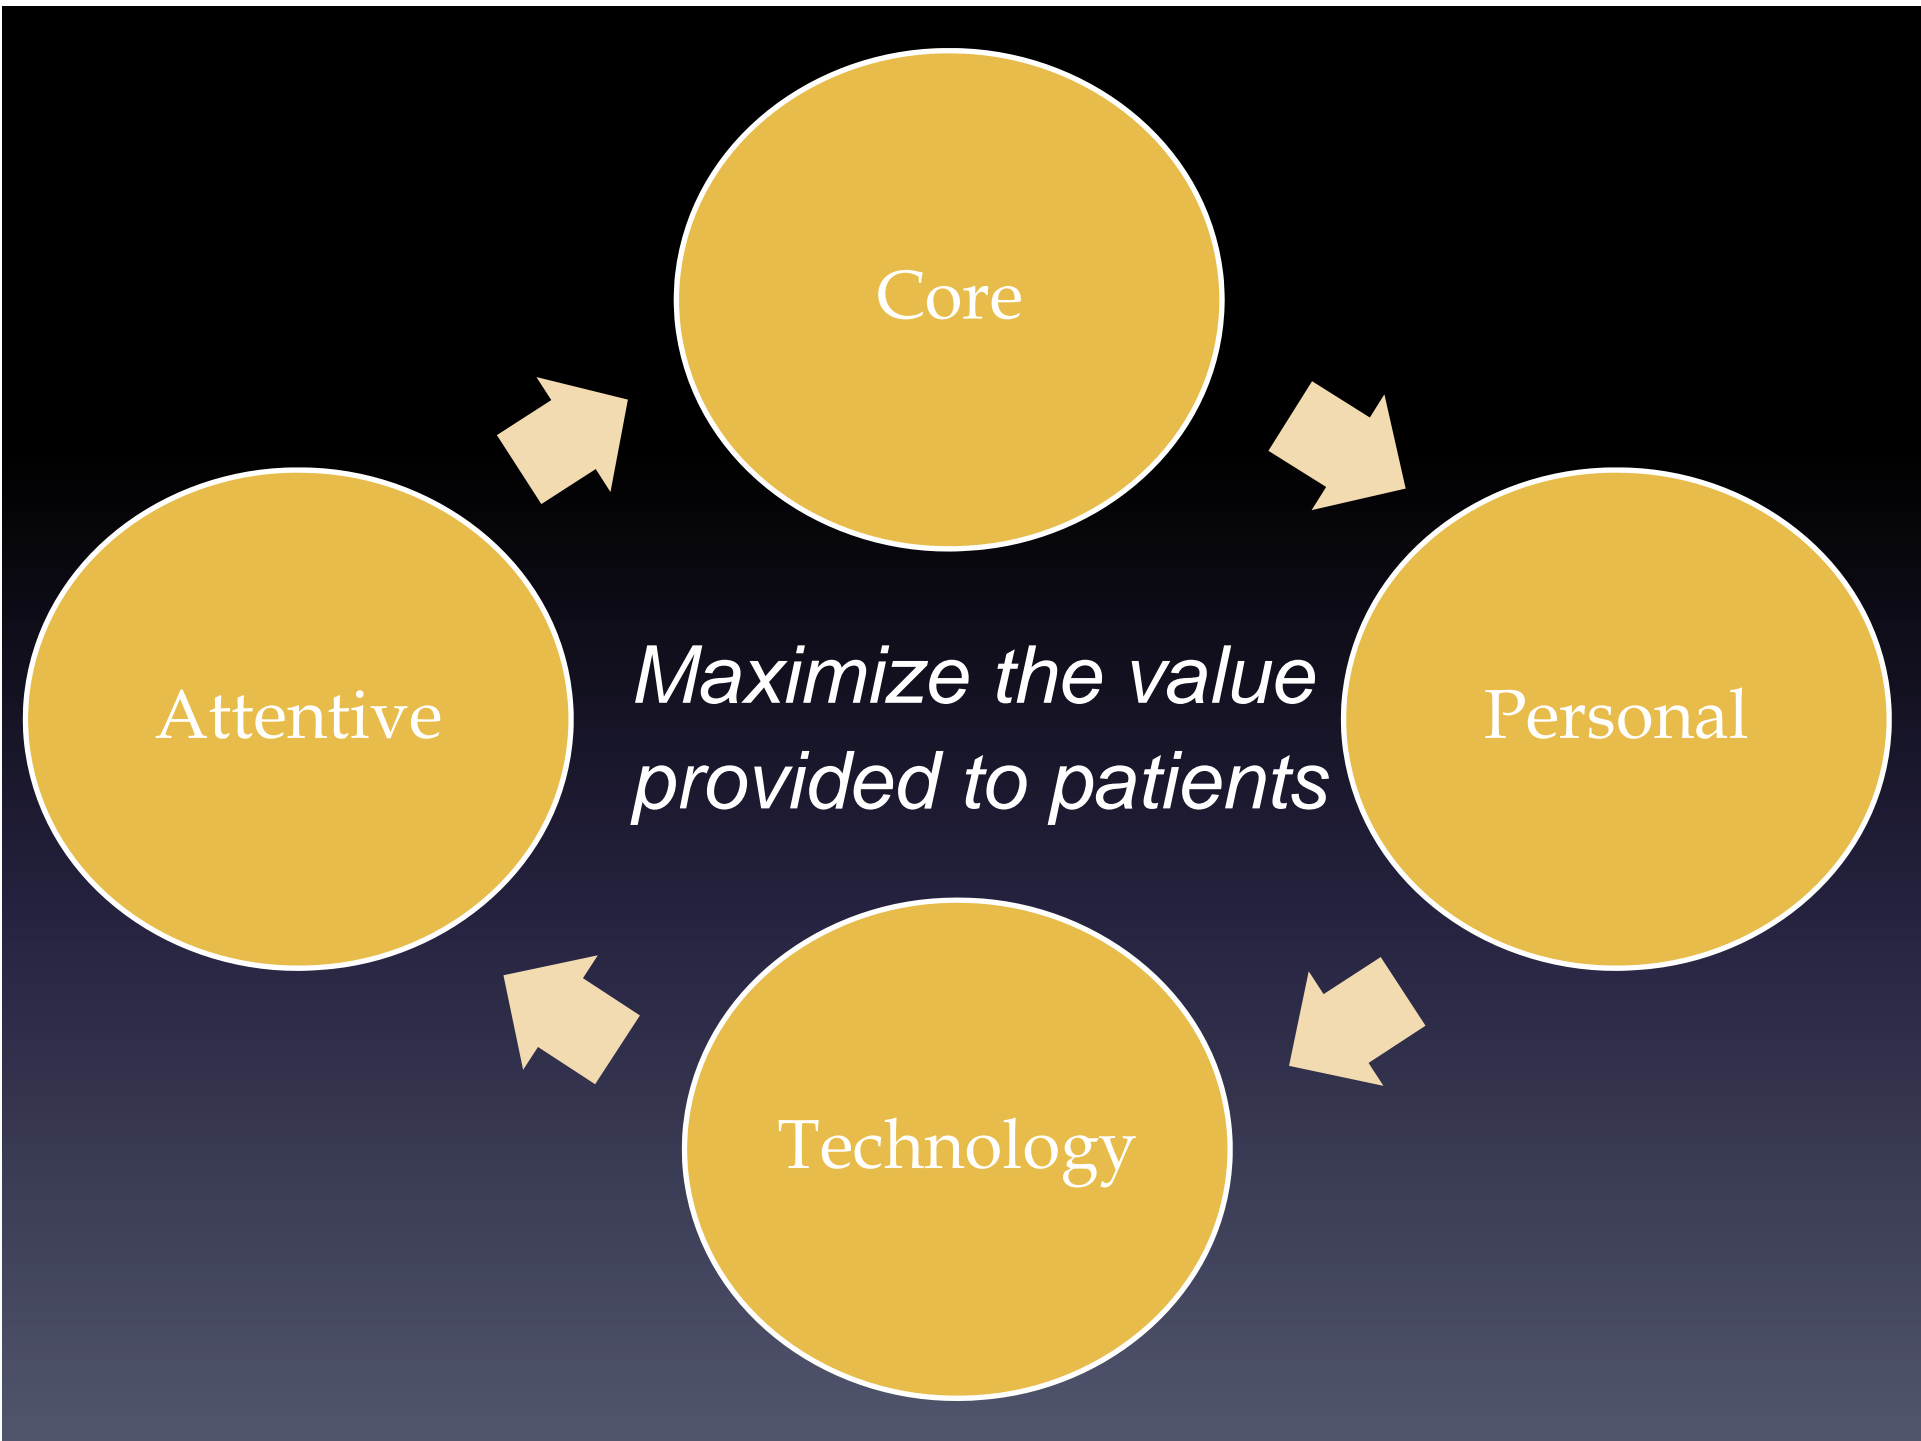 Core
Attentive
Maximize the value
provided to patients
Personal
Technology